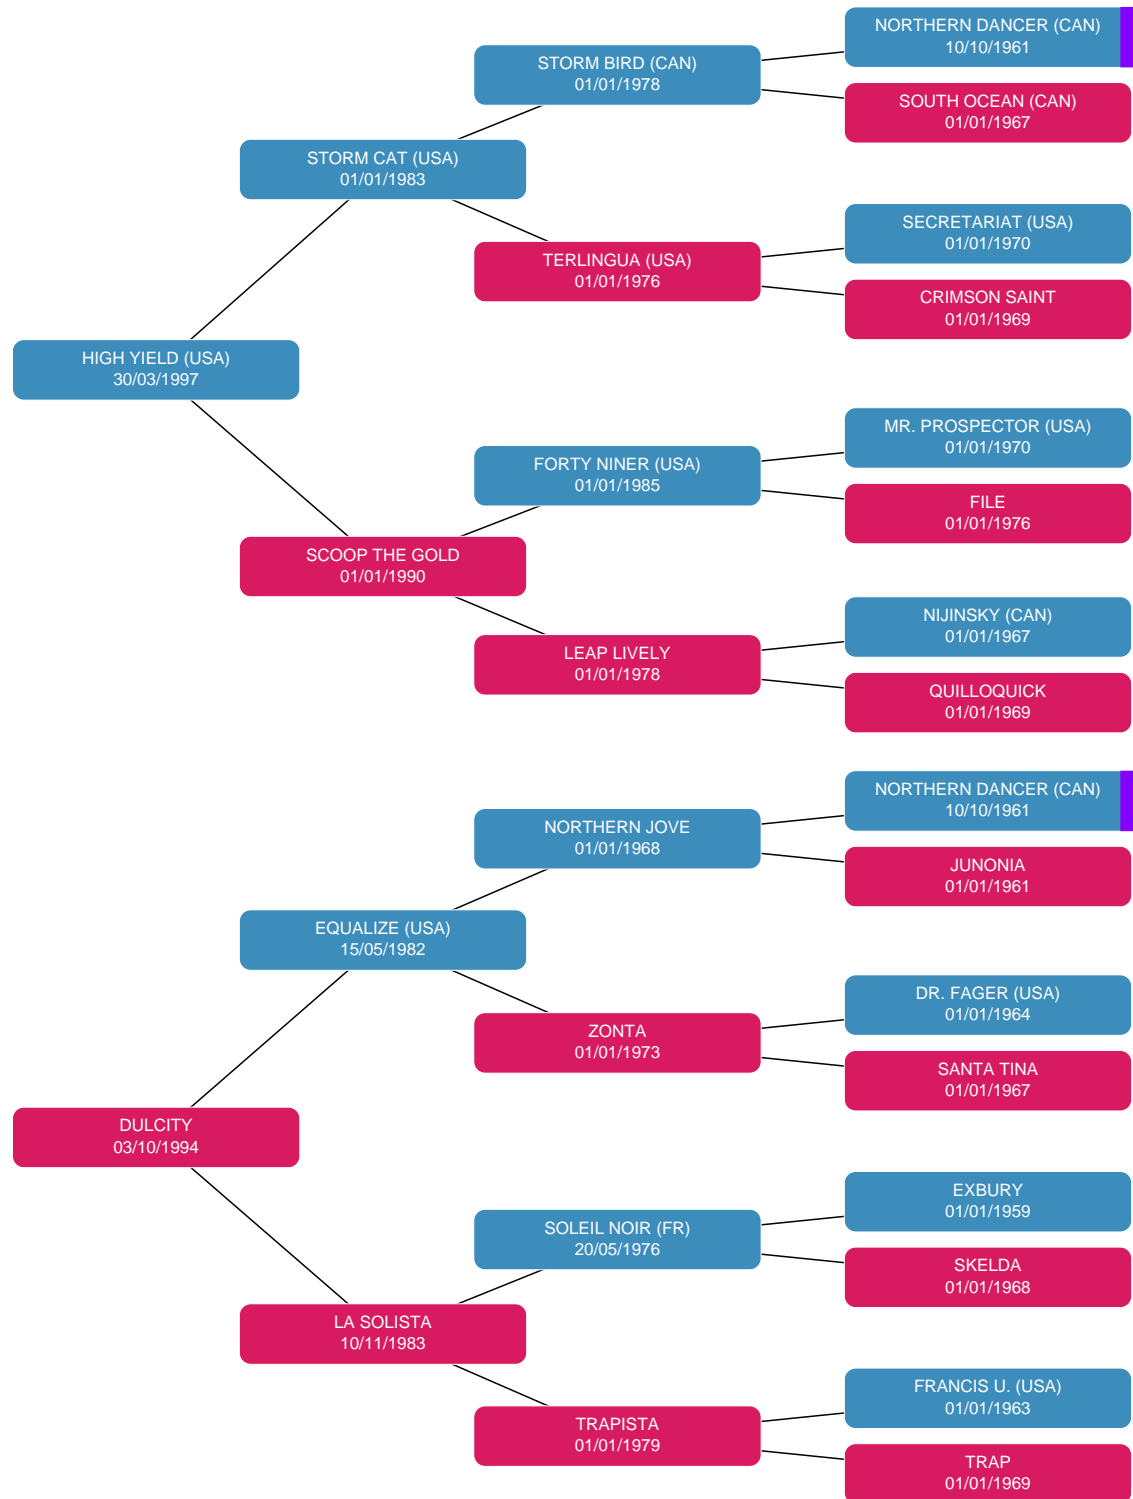 NORTHERN DANCER (CAN)
10/10/1961
STORM BIRD (CAN)
01/01/1978
SOUTH OCEAN (CAN)
01/01/1967
STORM CAT (USA)
01/01/1983
SECRETARIAT (USA)
01/01/1970
TERLINGUA (USA)
01/01/1976
CRIMSON SAINT
01/01/1969
HIGH YIELD (USA)
30/03/1997
MR. PROSPECTOR (USA)
01/01/1970
FORTY NINER (USA)
01/01/1985
FILE
01/01/1976
SCOOP THE GOLD
01/01/1990
NIJINSKY (CAN)
01/01/1967
LEAP LIVELY
01/01/1978
QUILLOQUICK
01/01/1969
NORTHERN DANCER (CAN)
10/10/1961
NORTHERN JOVE
01/01/1968
JUNONIA
01/01/1961
EQUALIZE (USA)
15/05/1982
DR. FAGER (USA)
01/01/1964
ZONTA
01/01/1973
SANTA TINA
01/01/1967
DULCITY
03/10/1994
EXBURY
01/01/1959
SOLEIL NOIR (FR)
20/05/1976
SKELDA
01/01/1968
LA SOLISTA
10/11/1983
FRANCIS U. (USA)
01/01/1963
TRAPISTA
01/01/1979
TRAP
01/01/1969